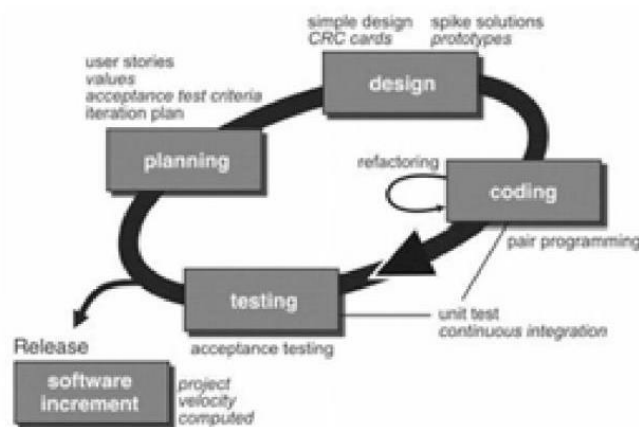 simple design
CRC cards
spike solutions
prototypes
user stories
values
acceptance test criteria
iteration plan
design
planning
refactoring
coding
pair programming
testing
unit test
continuous integration
acceptance testing
Release
software
increment
project
velocity
computed